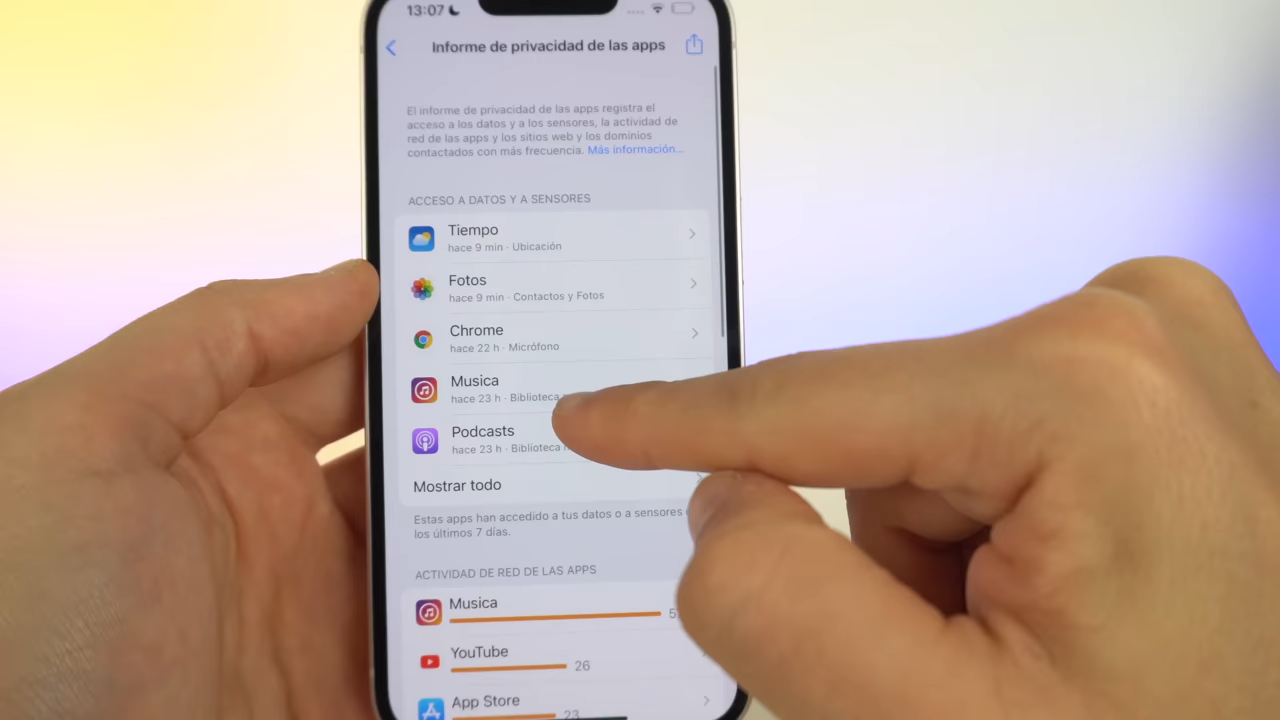 13:07
Informe de privacidad de las apps
El informe de privacidad de las apps registra el
acceso a los datos y a los sensores, la actividad de
red de las apps y los sitios web y los dominios
contactados con más frecuencia. Más información...
ACCESO A DATOS Y A SENSORES
Tiempo
hace 9 min · Ubicación
Fotos
hace 9 min · Contactos y Fotos
Chrome
hace 22 h · Micrófono
Musica
hace 23 h · Biblioteca
Podcasts
hace 23 h · Biblioteca
Mostrar todo
Estas apps han accedido a tus datos o a sensores
los últimos 7 días.
ACTIVIDAD DE RED DE LAS APPS
Musica
YouTube
26
App Store
23